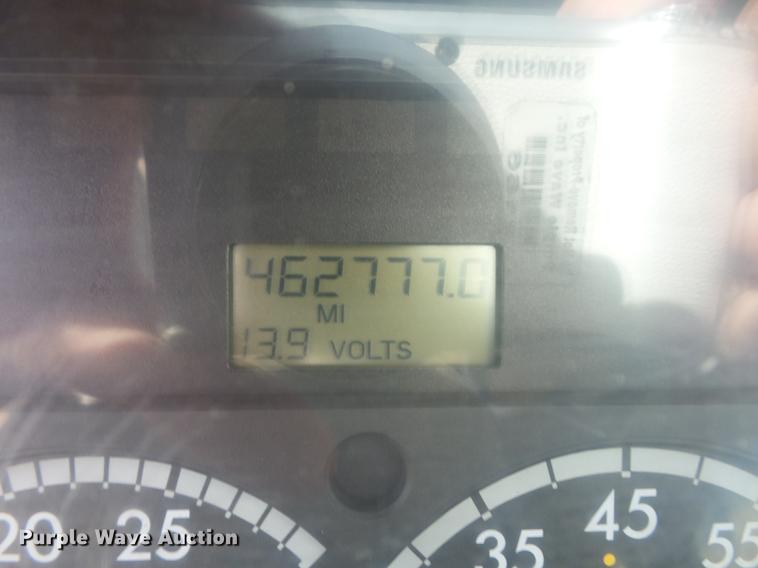 SAMSUNG
462777.0
MI
13.9 VOLTS
20 25 35 45 55
Purple Wave Auction